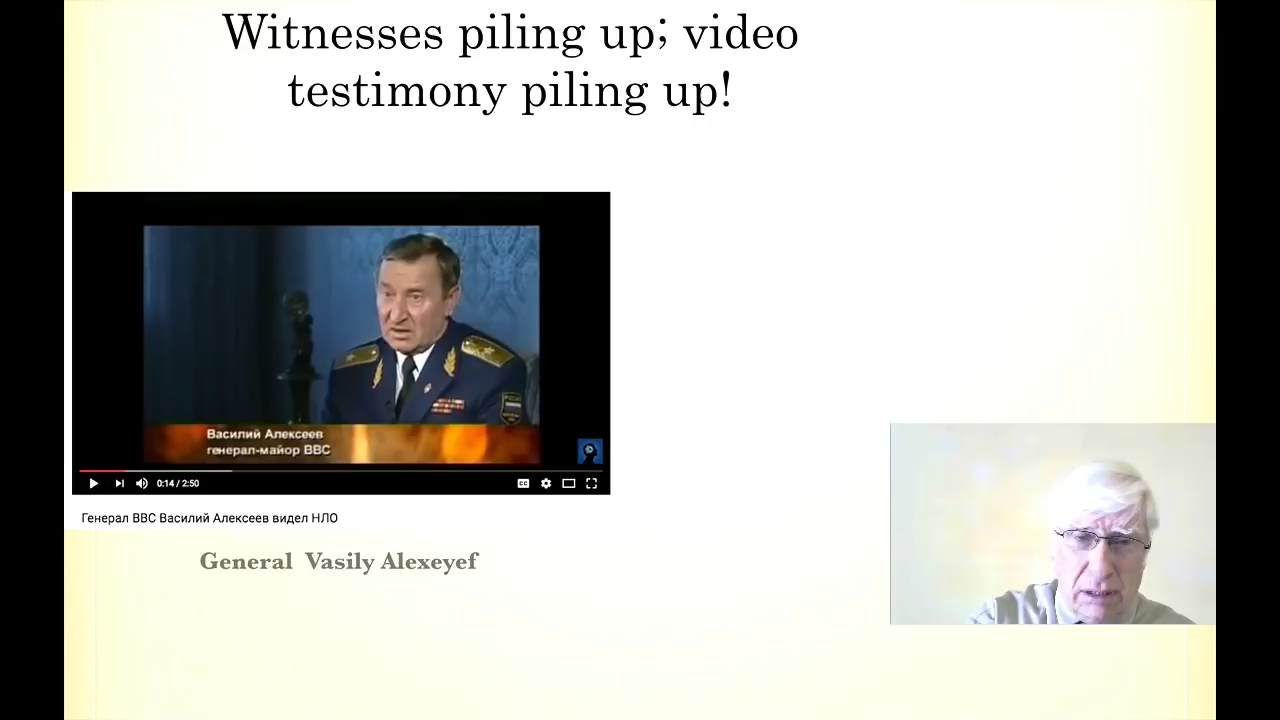 Witnesses piling up; video
testimony piling up!
Василий Алексеев
генерал-майор ВВС
0:14 / 2:50
CC
Генерал ВВС Василий Алексеев видел НЛО
General Vasily Alexeyef